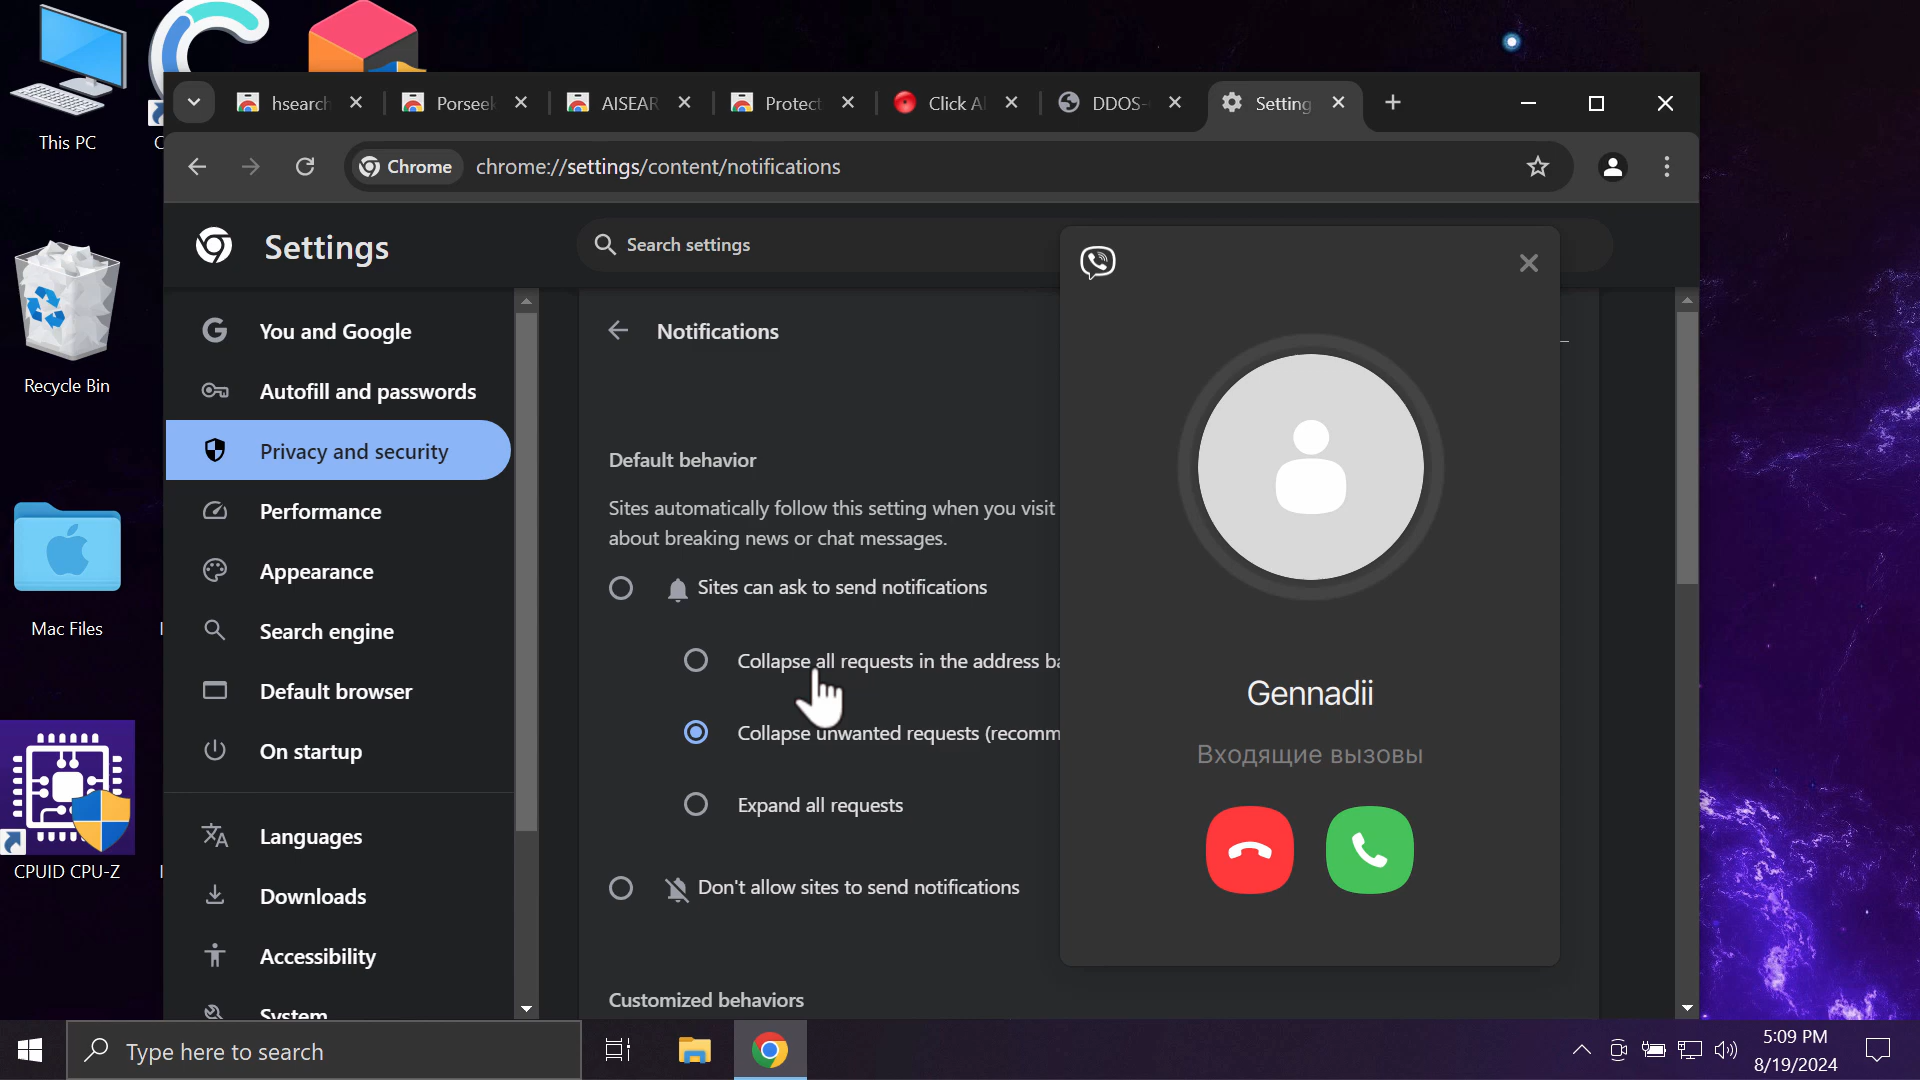 This PC
Recycle Bin
Mac Files
CPUID CPU-Z
hsearch
Porseek
AISEAR
Protect
Click Al
DDOS-
Setting
Chrome
chrome://settings/content/notifications
Settings
Search settings
You and Google
Autofill and passwords
Privacy and security
Performance
Appearance
Search engine
Default browser
On startup
Languages
Downloads
Accessibility
System
Notifications
Default behavior
Sites automatically follow this setting when you visit
about breaking news or chat messages.
Sites can ask to send notifications
Collapse all requests in the address ba
Collapse unwanted requests (recomm
Expand all requests
Don't allow sites to send notifications
Customized behaviors
Gennadii
Входящие вызовы
Type here to search
5:09 PM
8/19/2024